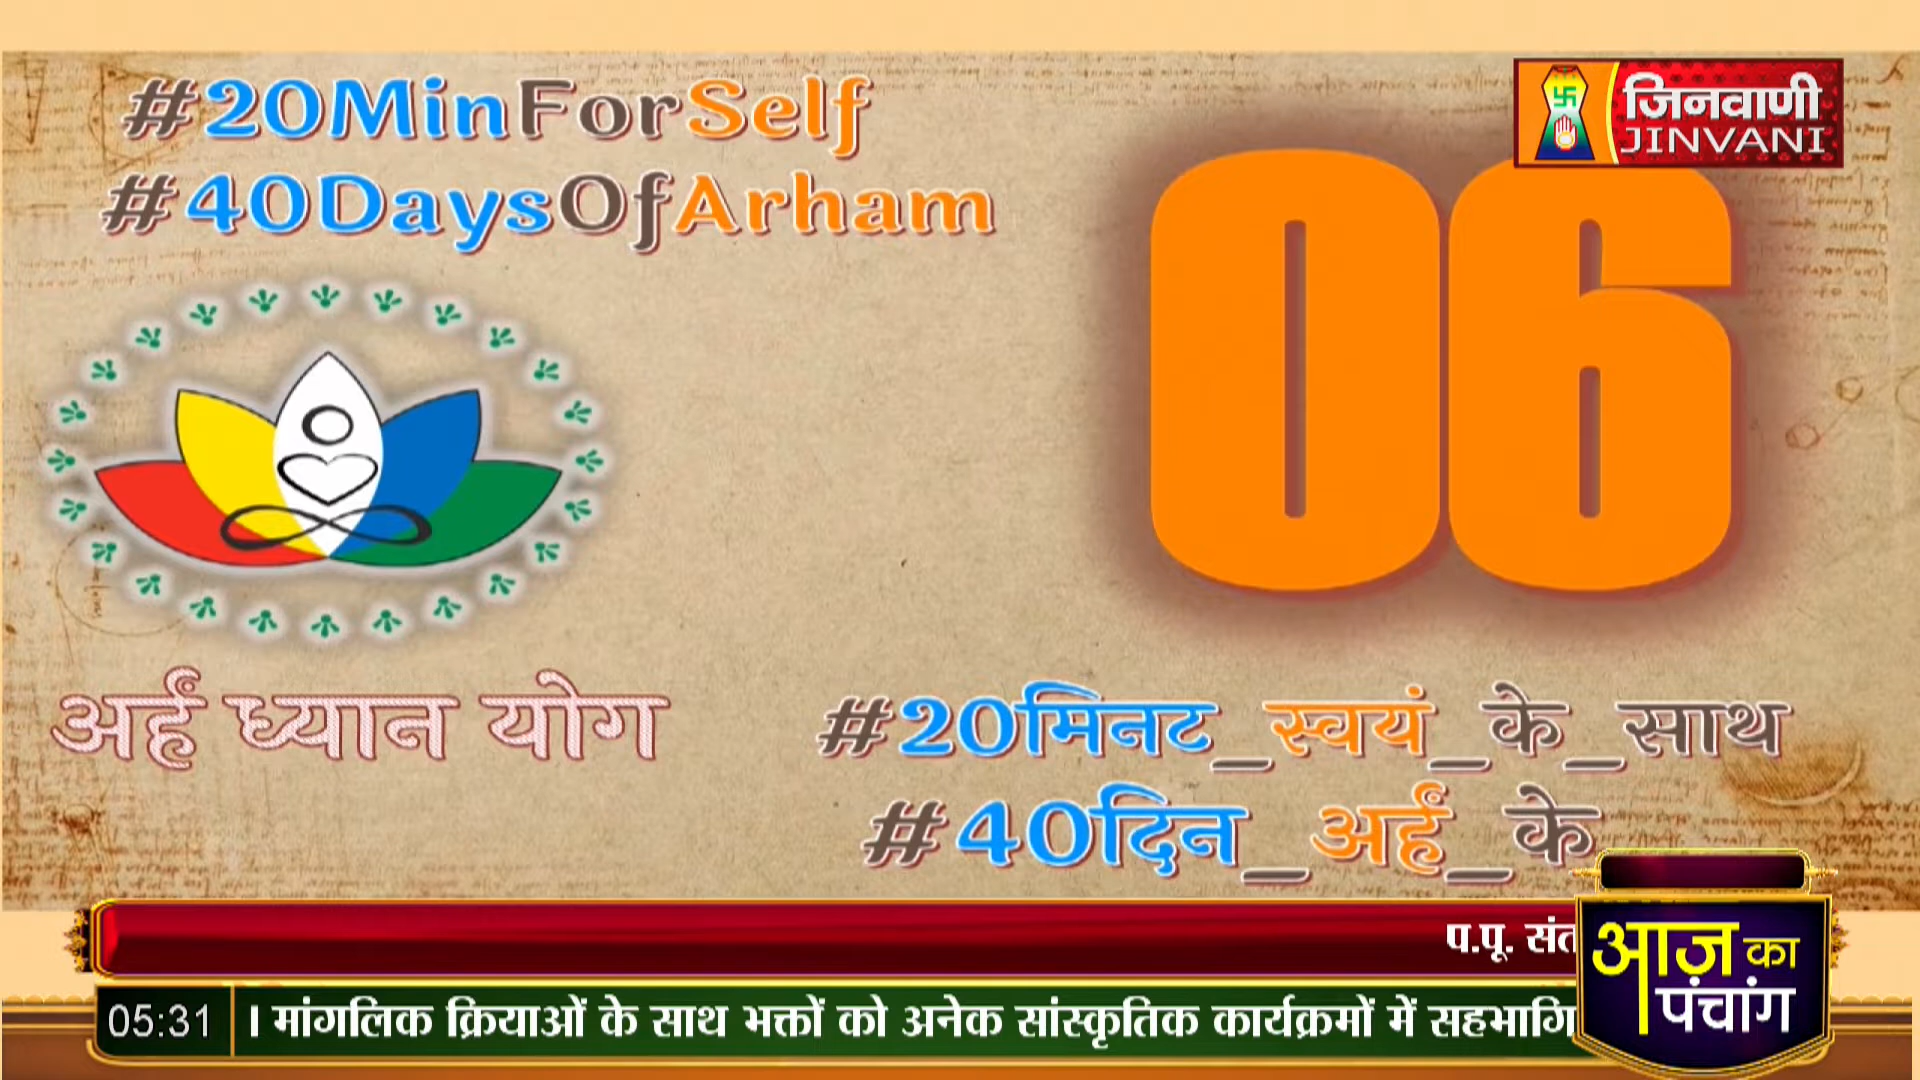 #20MinForSelf
#40DaysOfArham
जिनवाणी
JINVANI
06
अर्हं ध्यान योग
#20मिनट_स्वयं_के_साथ
#40दिन_अर्हं_के
प.पू. संत
आज का
पंचांग
05:31
। मांगलिक क्रियाओं के साथ भक्तों को अनेक सांस्कृतिक कार्यक्रमों में सहभागि